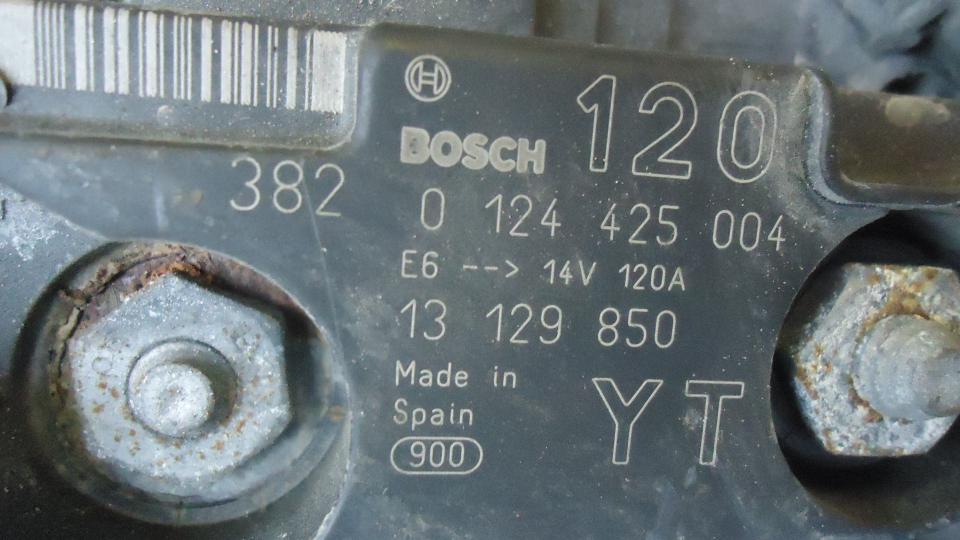 BOSCH 120
382
0 124 425 004
E6 --> 14V 120A
13 129 850
Made in
Spain
YT
900